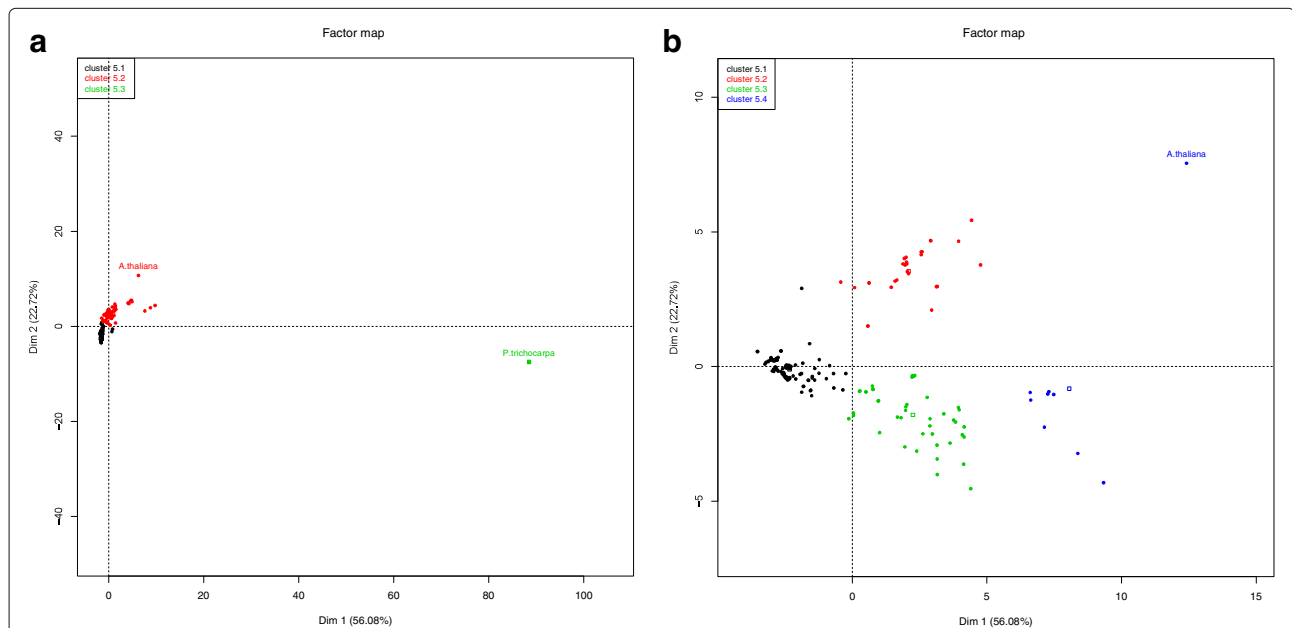 a
Factor map
cluster 5.1
cluster 5.2
cluster 5.3
A.thaliana
P.trichocarpa
40
20
0
−20
−40
Dim 2 (22.72%)
0
20
40
60
80
100
Dim 1 (56.08%)
b
Factor map
cluster 5.1
cluster 5.2
cluster 5.3
cluster 5.4
A.thaliana
10
5
0
−5
Dim 2 (22.72%)
0
5
10
15
Dim 1 (56.08%)